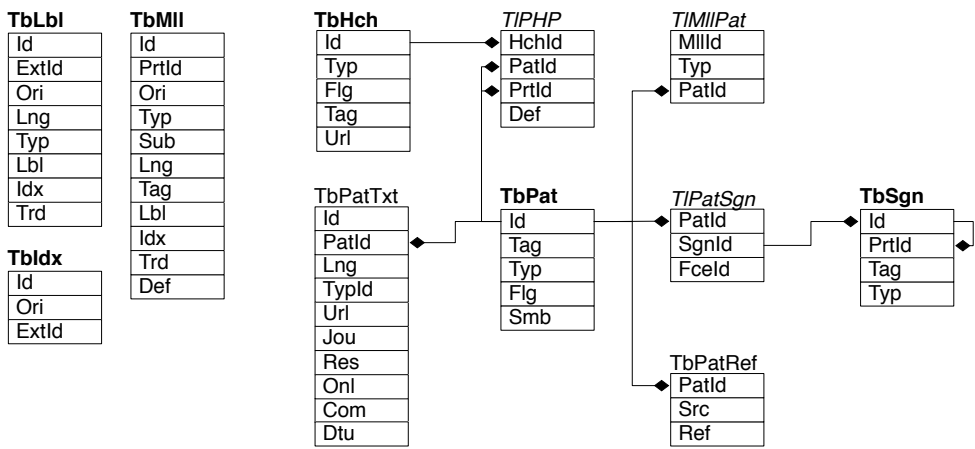 TbLbl
Id
ExtId
Ori
Lng
Typ
Lbl
Idx
Trd
TbIdx
Id
Ori
ExtId
TbMll
Id
PrtId
Ori
Typ
Sub
Lng
Tag
Lbl
Idx
Trd
Def
TbHch
Id
Typ
Flg
Tag
Url
TbPatTxt
Id
PatId
Lng
TypId
Url
Jou
Res
Onl
Com
Dtu
TlPHP
HchId
PatId
PrtId
Def
TbPat
Id
Tag
Typ
Flg
Smb
TlMllPat
MllId
Typ
PatId
TlPatSgn
PatId
SgnId
FceId
TbPatRef
PatId
Src
Ref
TbSgn
Id
PrtId
Tag
Typ